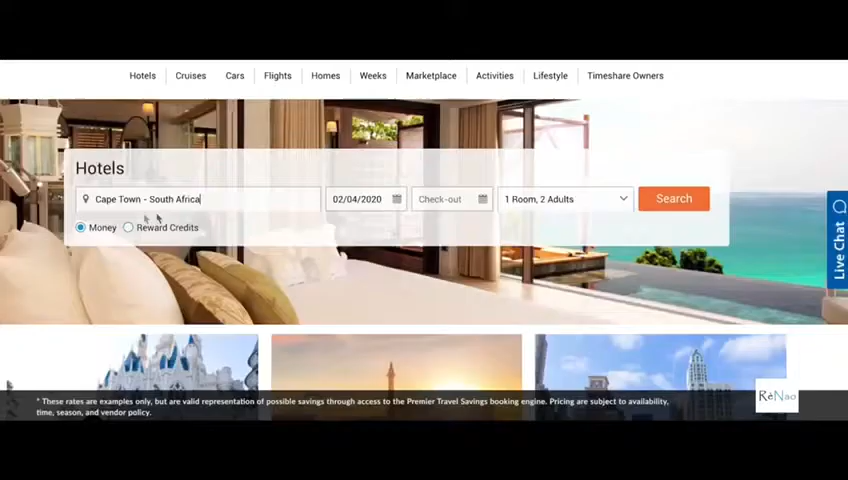 Hotels Cruises Cars Flights Homes Weeks Marketplace Activities Lifestyle Timeshare Owners
Hotels
Cape Town - South Africa 02/04/2020 Check-out 1 Room, 2 Adults Search
Money Reward Credits
Live Chat
* These rates are examples only, but are valid representation of possible savings through access to the Premier Travel Savings booking engine. Pricing are subject to availability,
time, season, and vendor policy.
RèNao